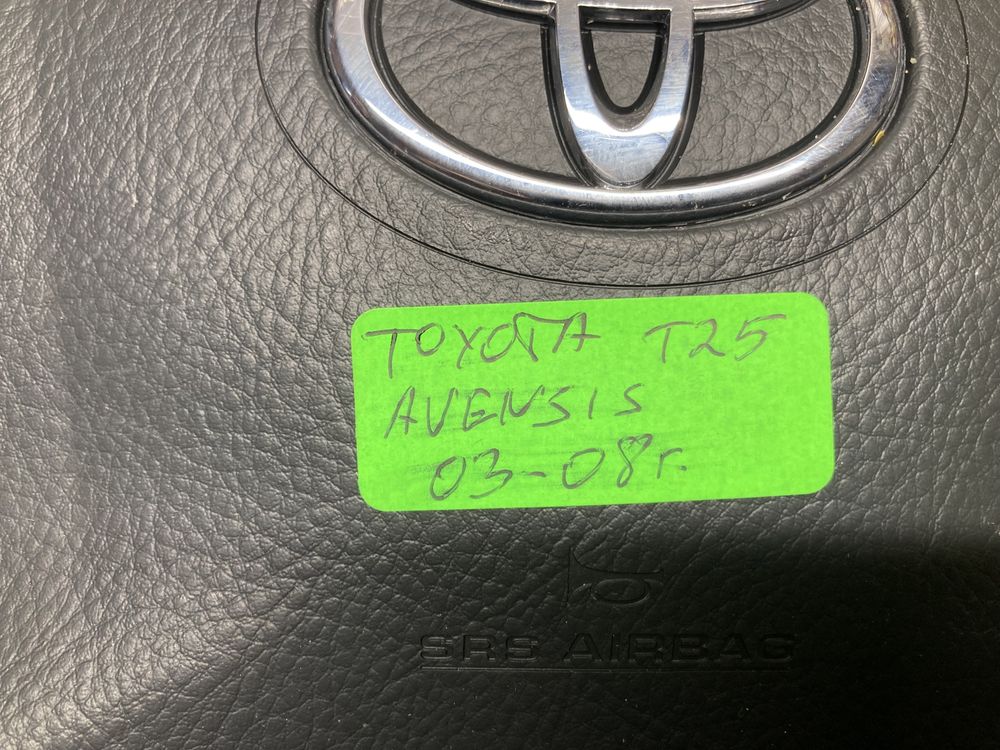 TOYOTA T25
AVENSIS
03-08г.
SRS AIRBAG